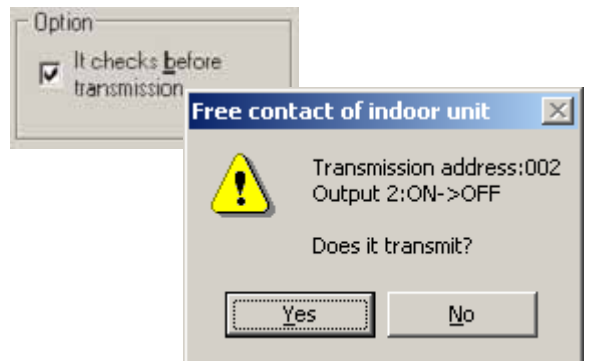 Option
It checks before
transmission
Free contact of indoor unit
Transmission address:002
Output 2:ON->OFF
Does it transmit?
Yes
No